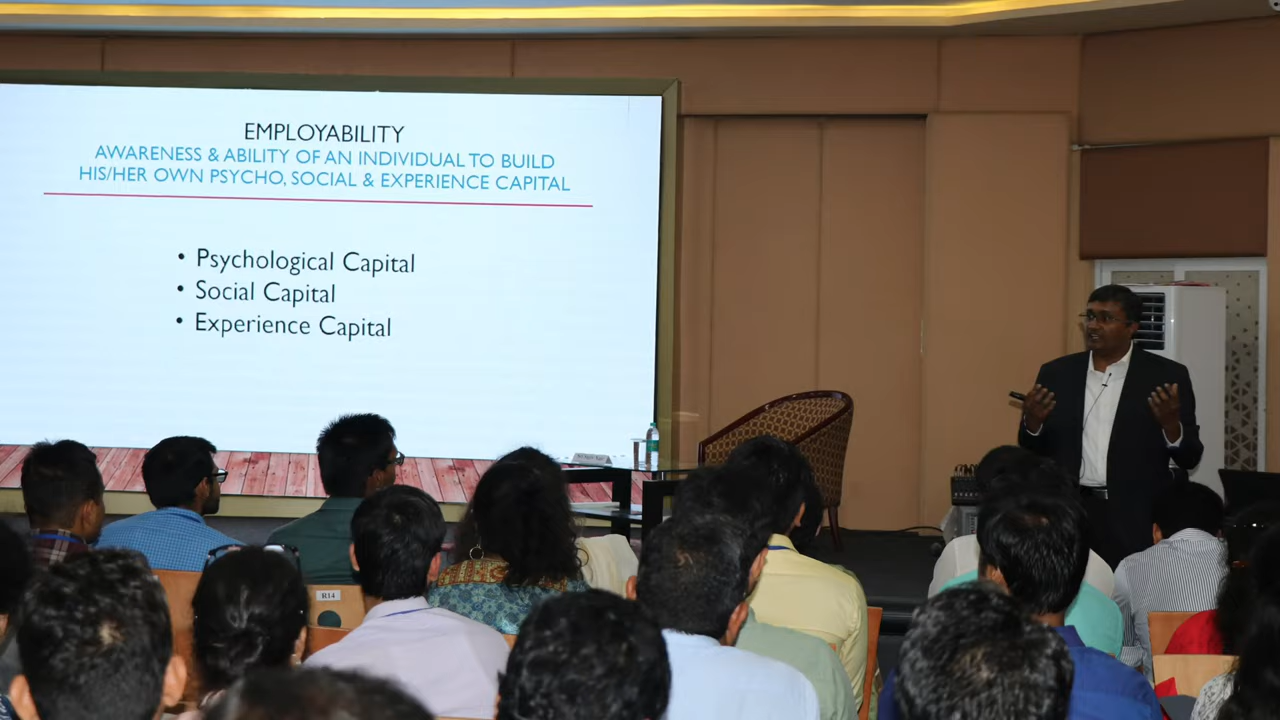 EMPLOYABILITY
AWARENESS & ABILITY OF AN INDIVIDUAL TO BUILD
HIS/HER OWN PSYCHO, SOCIAL & EXPERIENCE CAPITAL
• Psychological Capital
• Social Capital
• Experience Capital
R14